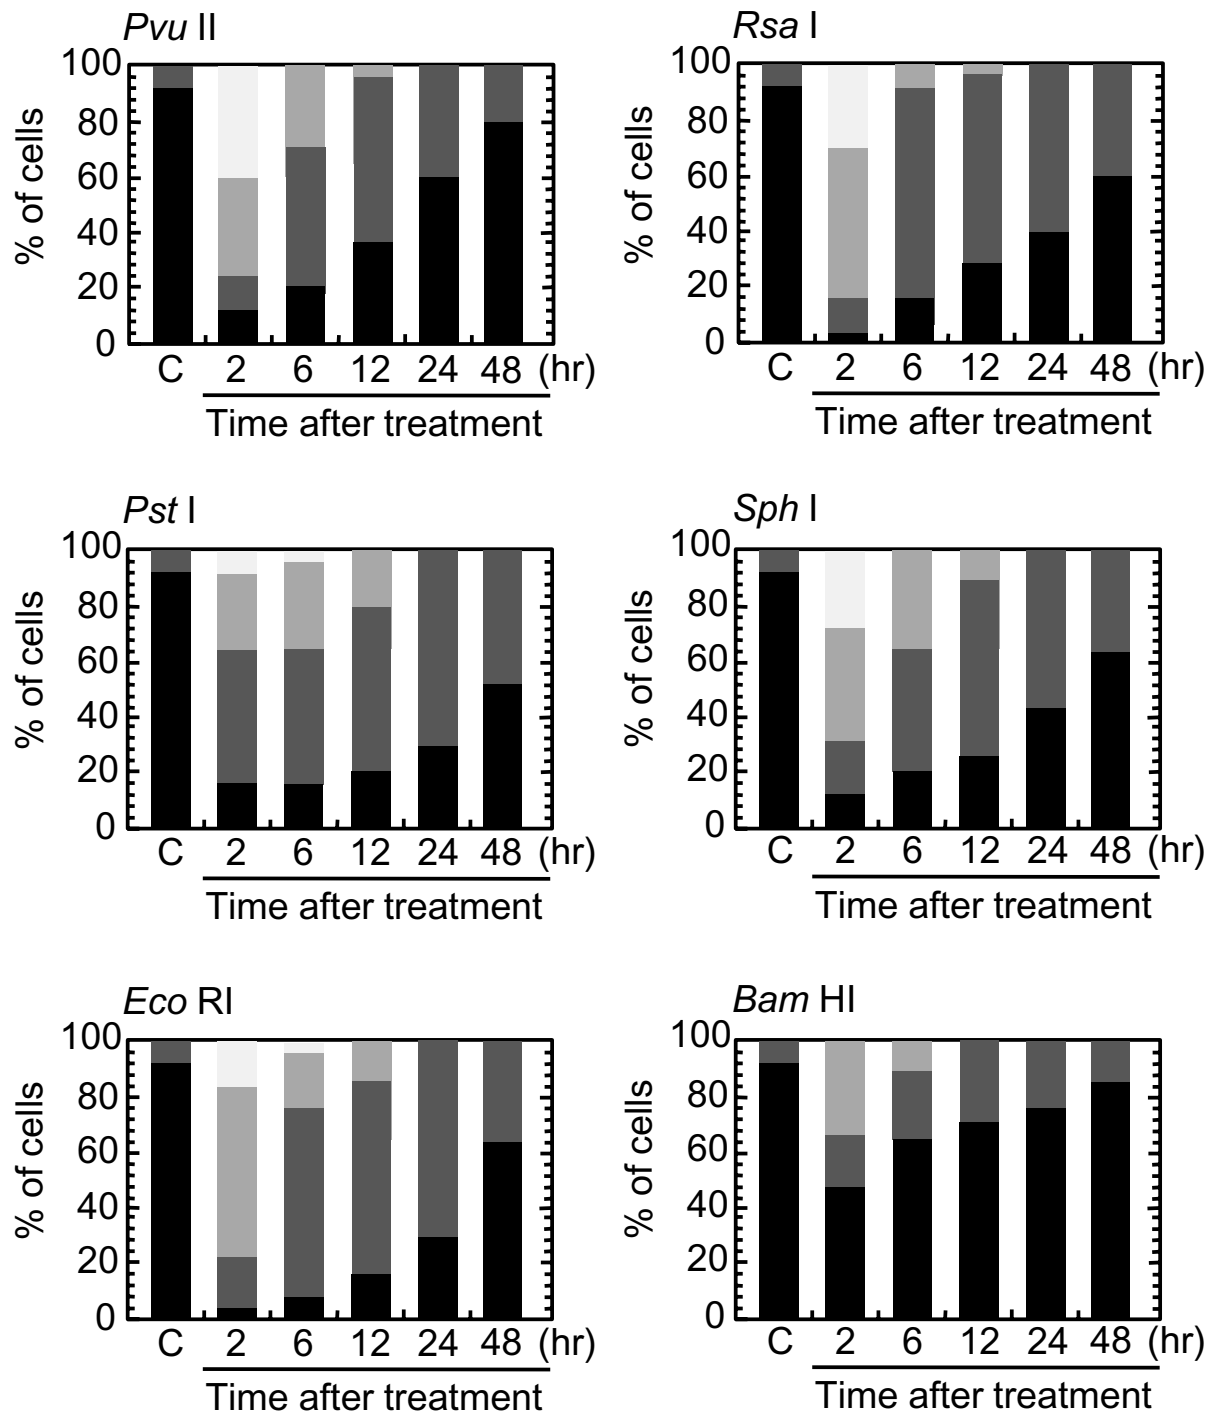 Pvu II
% of cells
100
80
60
40
20
0
C 2 6 12 24 48 (hr)
Time after treatment
Rsa I
% of cells
100
80
60
40
20
0
C 2 6 12 24 48 (hr)
Time after treatment
Pst I
% of cells
100
80
60
40
20
0
C 2 6 12 24 48 (hr)
Time after treatment
Sph I
% of cells
100
80
60
40
20
0
C 2 6 12 24 48 (hr)
Time after treatment
Eco RI
% of cells
100
80
60
40
20
0
C 2 6 12 24 48 (hr)
Time after treatment
Bam HI
% of cells
100
80
60
40
20
0
C 2 6 12 24 48 (hr)
Time after treatment